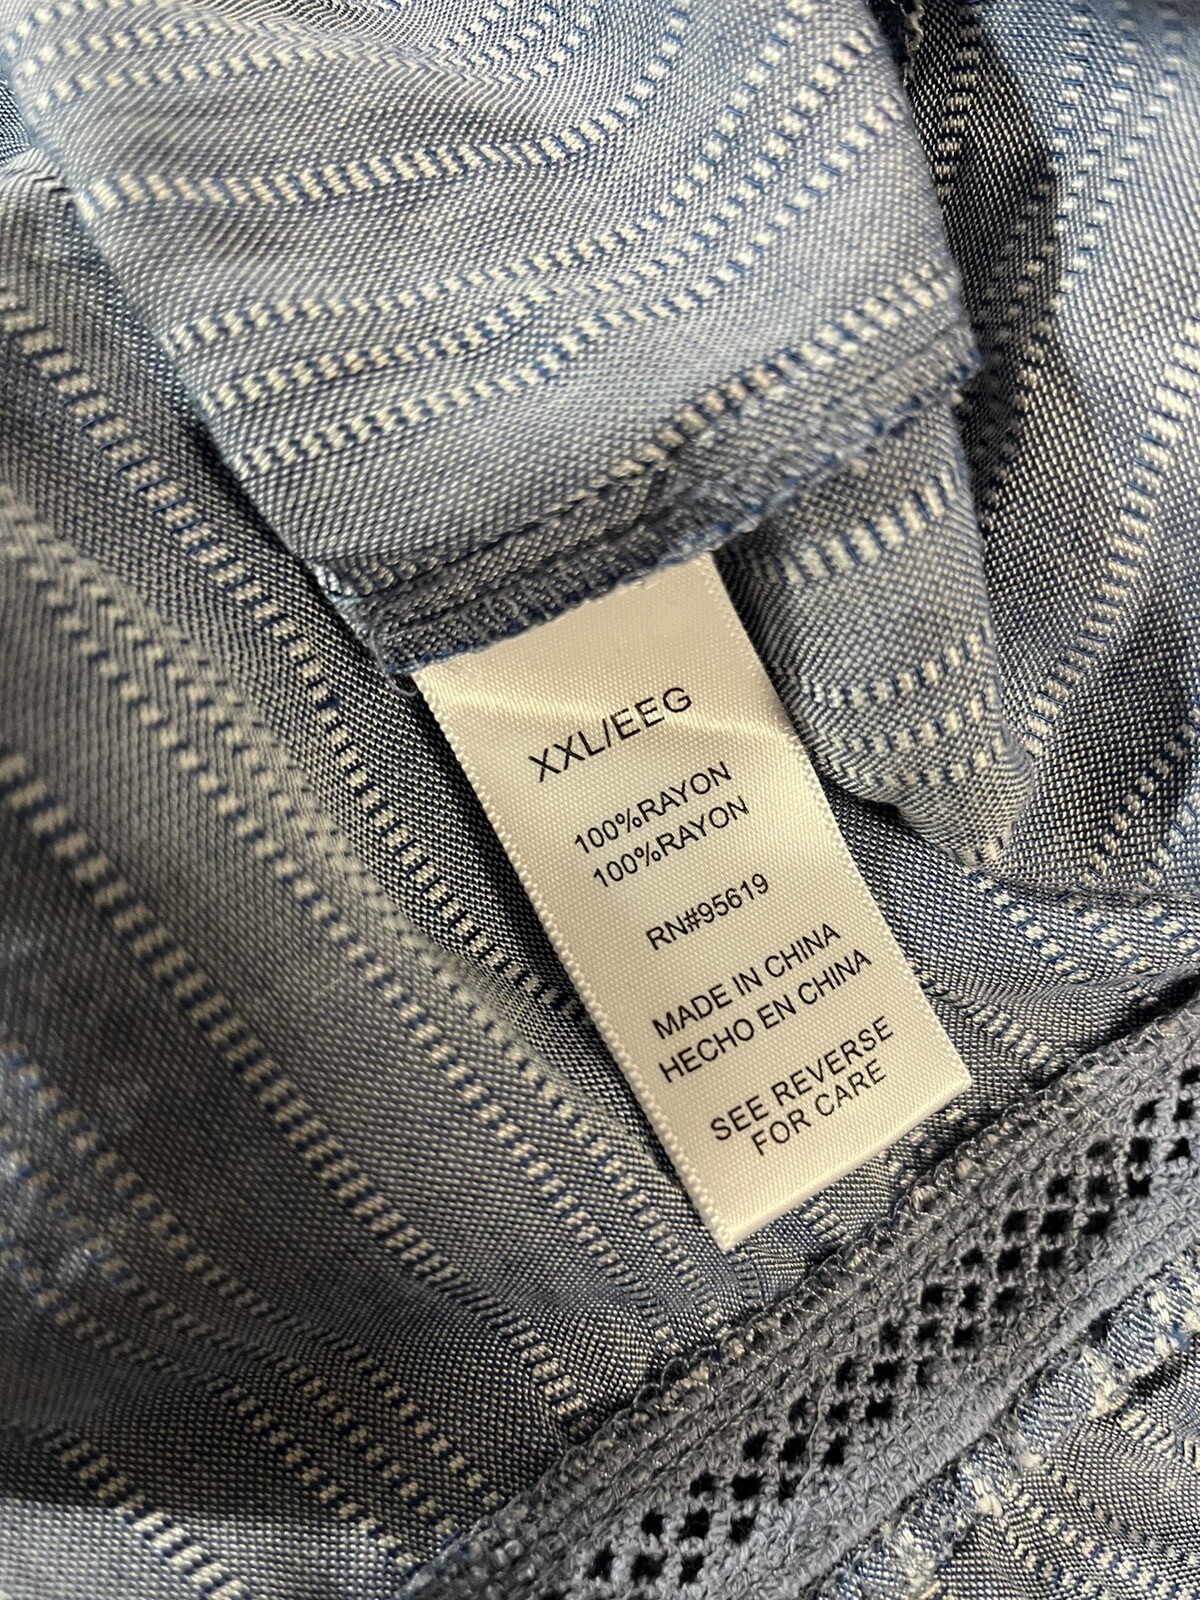 XXL/EEG
100%RAYON
100%RAYON
RN#95619
MADE IN CHINA
HECHO EN CHINA
SEE REVERSE
FOR CARE